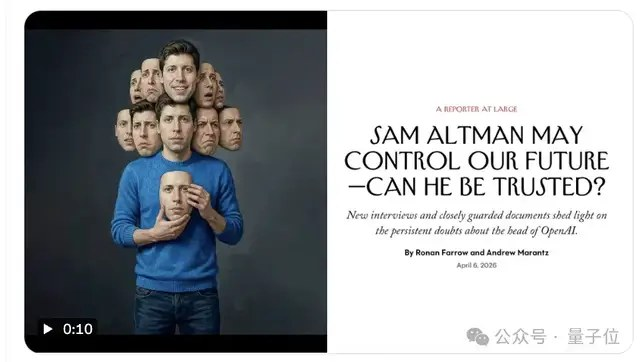 A REPORTER AT LARGE
SAM ALTMAN MAY
CONTROL OUR FUTURE
—CAN HE BE TRUSTED?
New interviews and closely guarded documents shed light on
the persistent doubts about the head of OpenAI.
By Ronan Farrow and Andrew Marantz
April 6, 2026
0:10
公众号 · 量子位